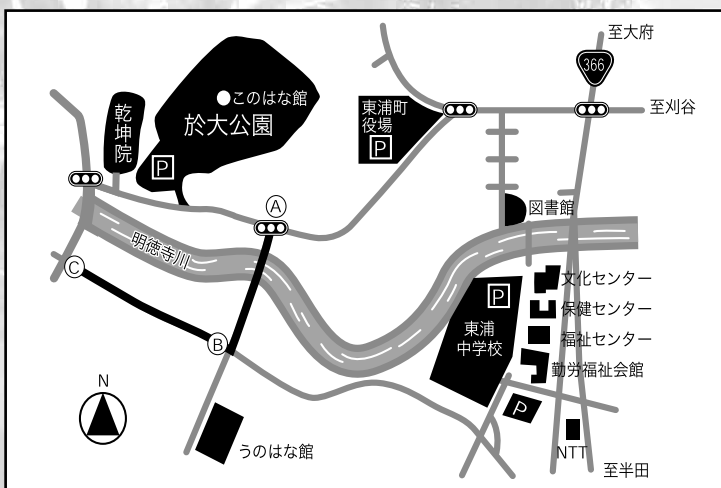 至大府
366
至刈谷
このはな館
於大公園
P
乾坤院
東浦町
役場
P
A
図書館
明徳寺川
C
B
P
東浦
中学校
文化センター
保健センター
福祉センター
勤労福祉会館
P
N
うのはな館
NTT
至半田